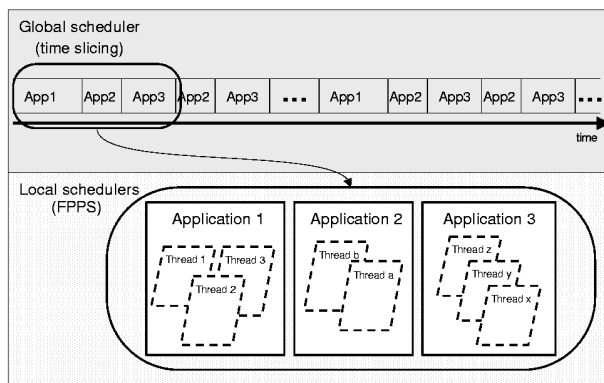 Global scheduler
(time slicing)
App1 App2 App3 App2 App3 ... App1 App2 App3 App2 App3 ...
time
Local schedulers
(FPPS)
Application 1 Application 2 Application 3
Thread 1 Thread 3
Thread 2
Thread b
Thread a
Thread z
Thread y
Thread x